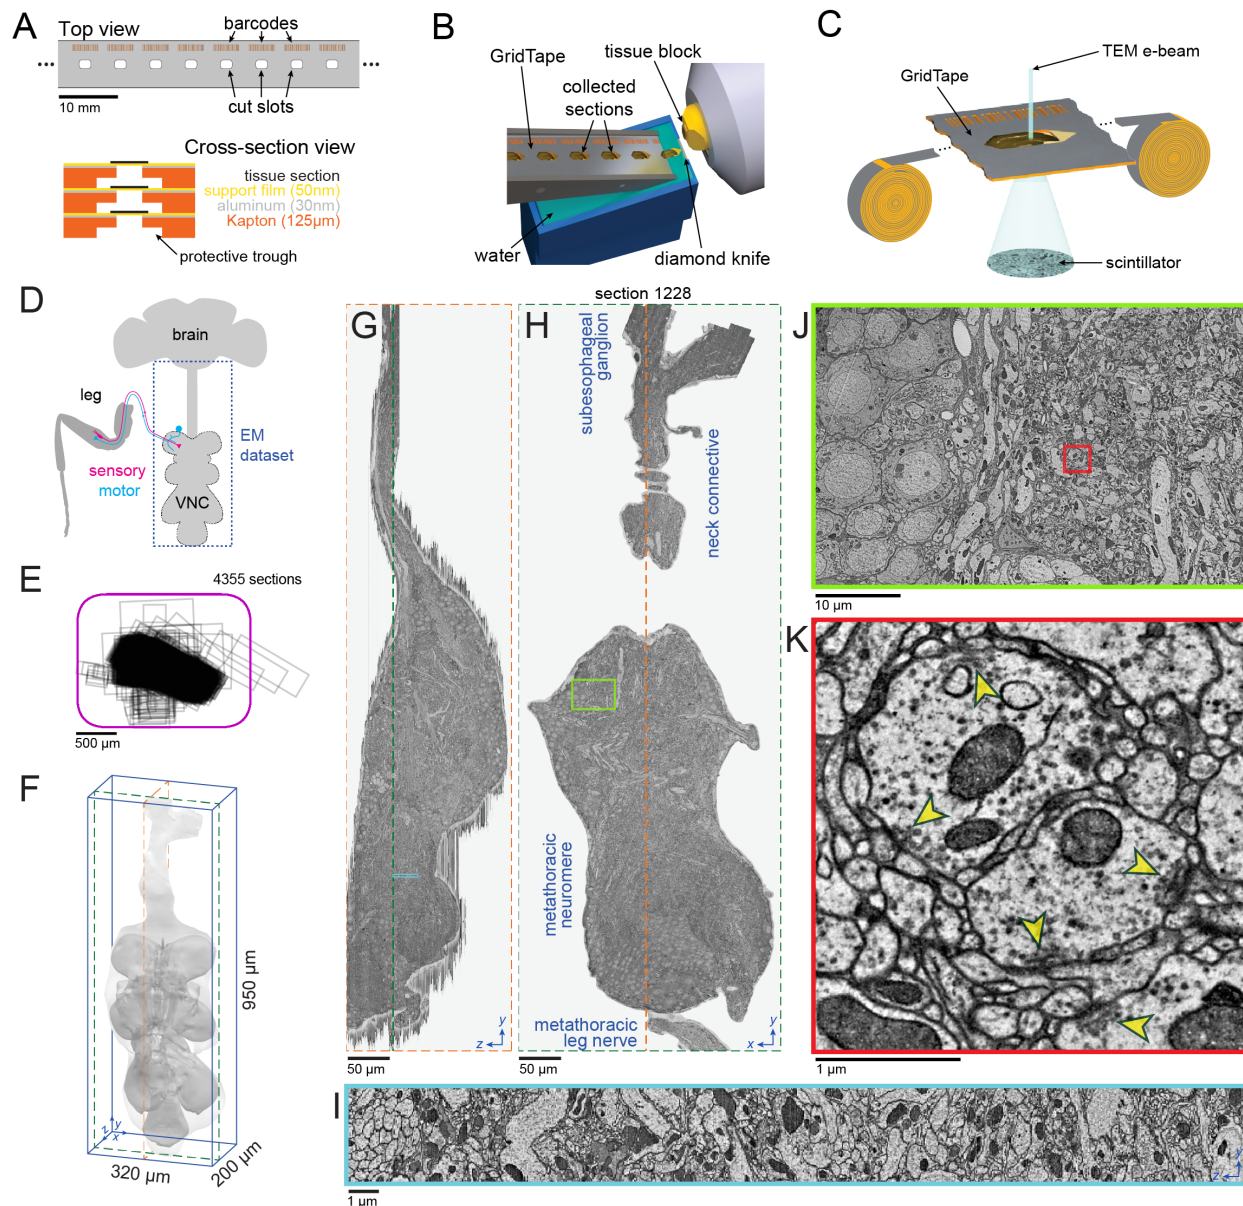 A
Top view
barcodes
cut slots
10 mm
Cross-section view
tissue section
support film (50nm)
aluminum (30nm)
Kapton (125µm)
protective trough
B
GridTape
tissue block
collected
sections
water
diamond knife
C
TEM e-beam
GridTape
scintillator
D
brain
leg
sensory
motor
VNC
EM
dataset
E
4355 sections
500 µm
F
950 µm
320 µm
200 µm
z
y
x
G
y
z
50 µm
section 1228
H
subesophageal
ganglion
neck connective
metathoracic
neuromere
metathoracic
leg nerve
y
x
50 µm
I
y
z
1 µm
J
10 µm
K
1 µm